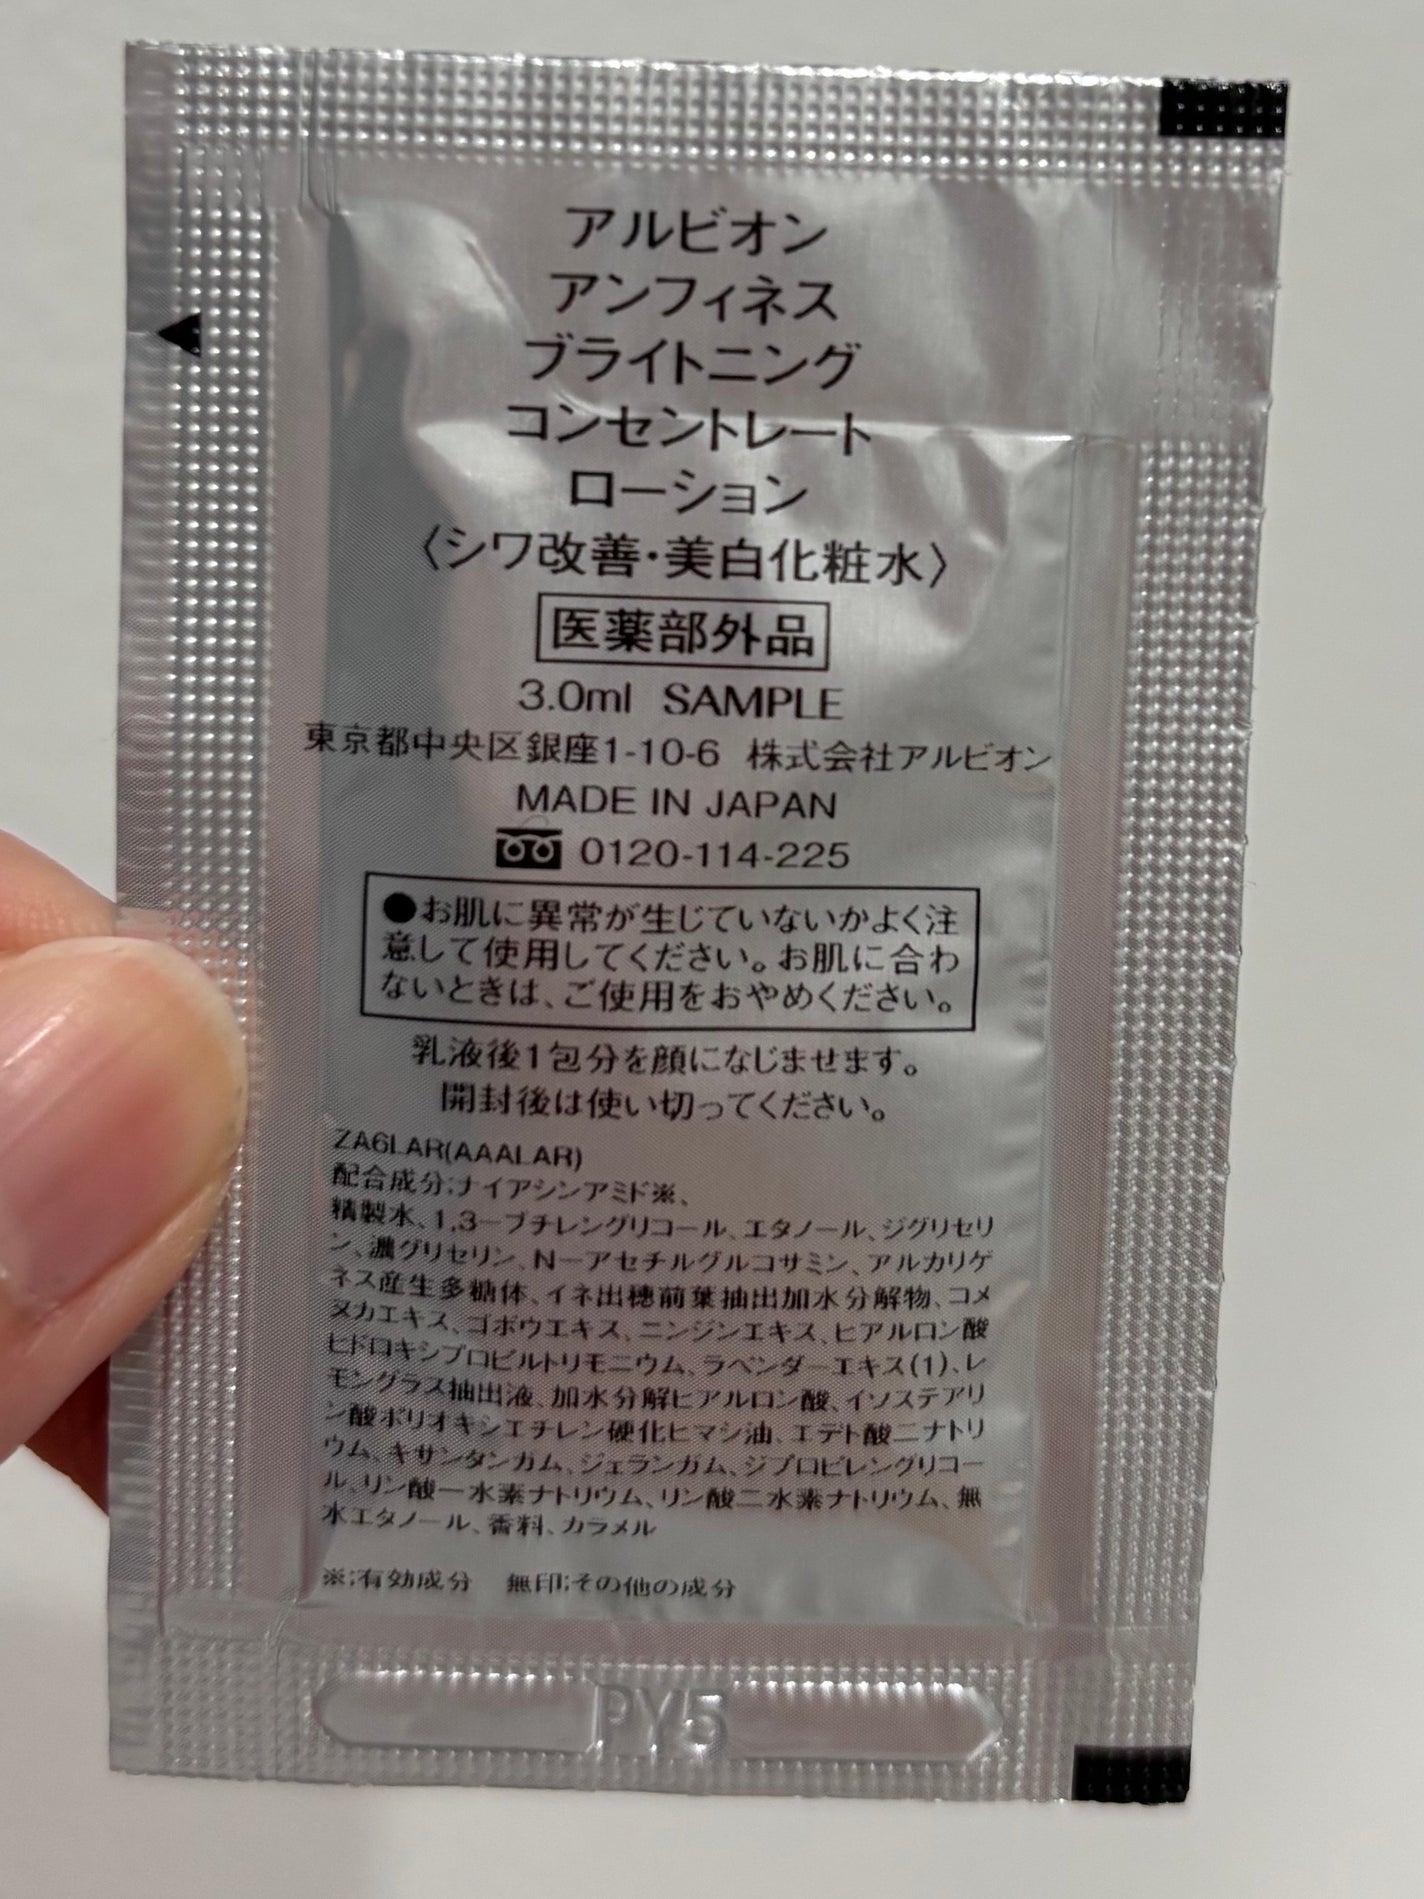 アルビオン
アンフィネス
ブライトニング
コンセントレート
ローション
〈シワ改善・美白化粧水〉
医薬部外品
3.0ml SAMPLE
東京都中央区銀座1-10-6 株式会社アルビオン
MADE IN JAPAN
0120-114-225
●お肌に異常が生じていないかよく注
意して使用してください。お肌に合わ
ないときは、ご使用をおやめください。
乳液後1包分を顔になじませます。
開封後は使い切ってください。
ZA6LAR(AAALAR)
配合成分;ナイアシンアミド※、
精製水、1,3−ブチレングリコール、エタノール、ジグリセリ
ン、濃グリセリン、N−アセチルグルコサミン、アルカリゲ
ネス産生多糖体、イネ出穂前葉抽出加水分解物、コメ
ヌカエキス、ゴボウエキス、ニンジンエキス、ヒアルロン酸
ヒドロキシプロピルトリモニウム、ラベンダーエキス(1)、レ
モングラス抽出液、加水分解ヒアルロン酸、イソステアリ
ン酸ポリオキシエチレン硬化ヒマシ油、エデト酸二ナトリ
ウム、キサンタンガム、ジェランガム、ジプロピレングリコー
ル、リン酸一水素ナトリウム、リン酸二水素ナトリウム、無
水エタノール、香料、カラメル
※;有効成分 無印;その他の成分
PY5